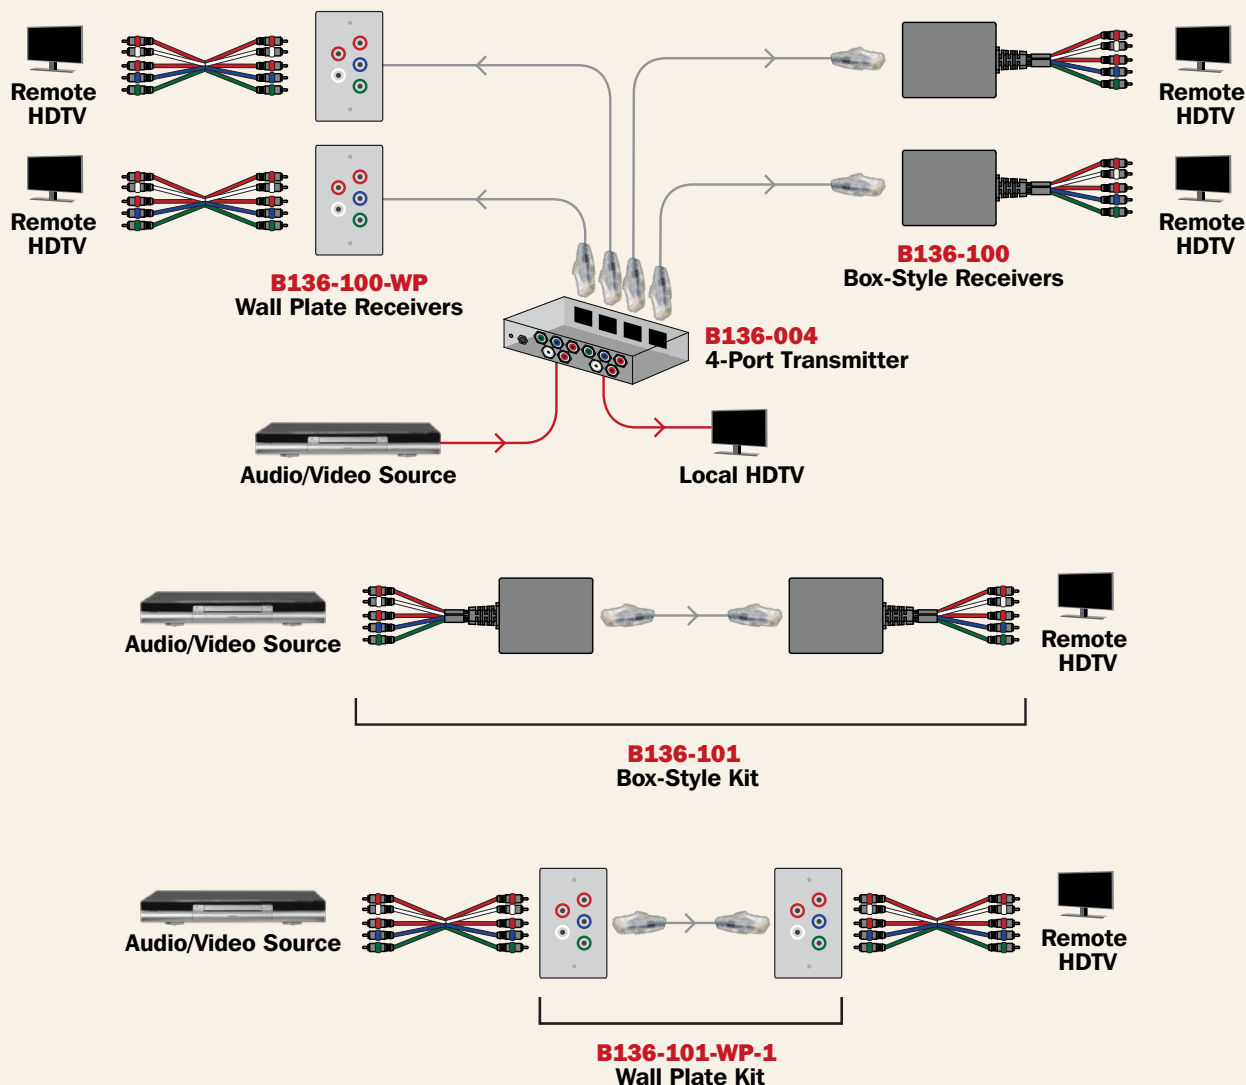 Remote
HDTV
Remote
HDTV
Remote
HDTV
Remote
HDTV
B136-100-WP
Wall Plate Receivers
B136-100
Box-Style Receivers
B136-004
4-Port Transmitter
Audio/Video Source
Local HDTV
Audio/Video Source
Remote
HDTV
B136-101
Box-Style Kit
Audio/Video Source
Remote
HDTV
B136-101-WP-1
Wall Plate Kit